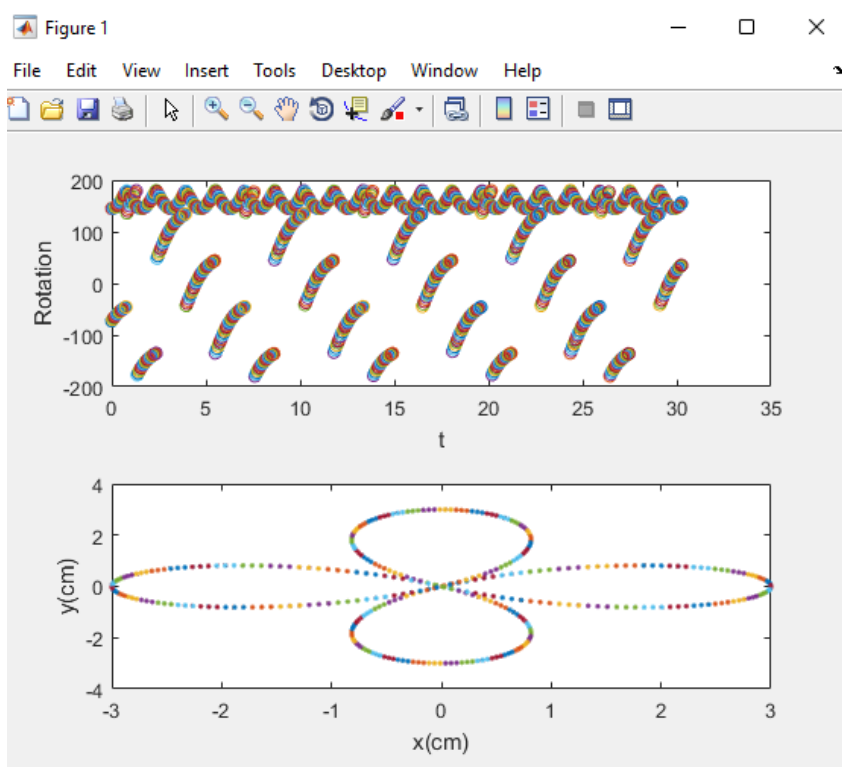 Figure 1
File Edit View Insert Tools Desktop Window Help
200
100
0
-100
-200
Rotation
0 5 10 15 20 25 30 35
t
4
2
0
-2
-4
y(cm)
-3 -2 -1 0 1 2 3
x(cm)